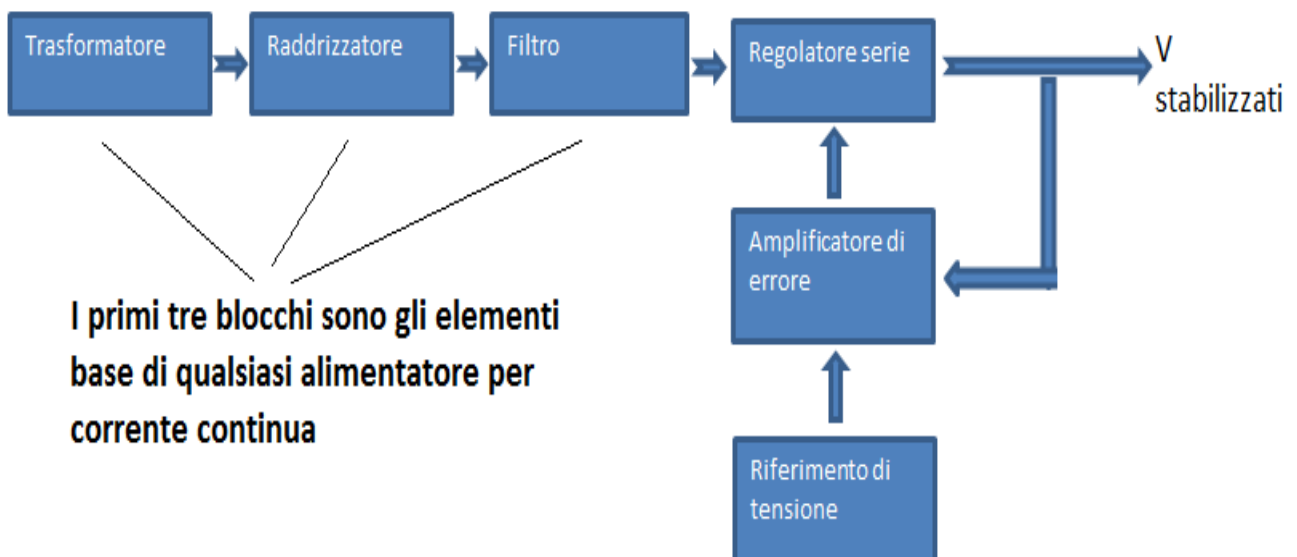 Trasformatore
Raddrizzatore
Filtro
Regolatore serie
V
stabilizzati
Amplificatore di
errore
I primi tre blocchi sono gli elementi
base di qualsiasi alimentatore per
corrente continua
Riferimento di
tensione